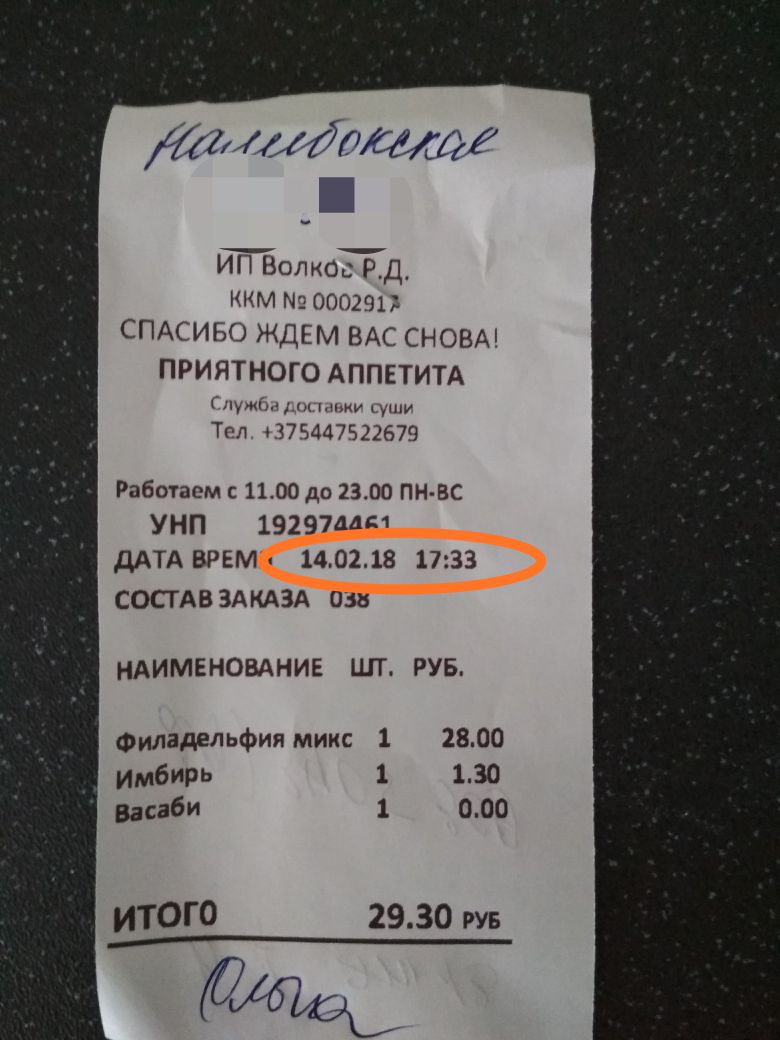 Налибокская
ИП Волков Р.Д.
ККМ № 0002917
СПАСИБО ЖДЕМ ВАС СНОВА!
ПРИЯТНОГО АППЕТИТА
Служба доставки суши
Тел. +375447522679
Работаем с 11.00 до 23.00 ПН-ВС
УНП 192974461
ДАТА ВРЕМЯ 14.02.18 17:33
СОСТАВ ЗАКАЗА 038
НАИМЕНОВАНИЕ ШТ. РУБ.
Филадельфия микс 1 28.00
Имбирь 1 1.30
Васаби 1 0.00
ИТОГО 29.30 РУБ
Ольга